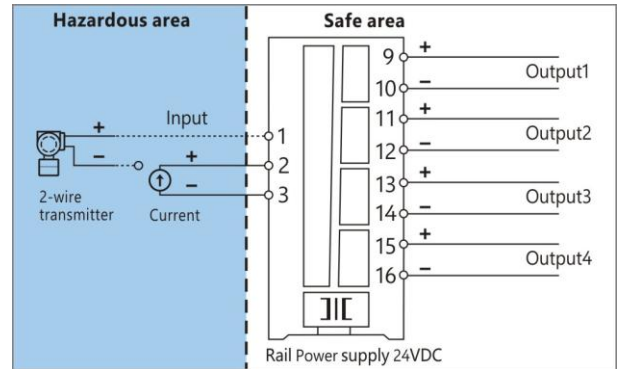 Hazardous area
Safe area
9 +
Output1
10 −
11 +
Output2
12 −
13 +
Output3
14 −
15 +
Output4
16 −
Input
+
1
−
+
2
−
3
2-wire
transmitter
Current
Rail Power supply 24VDC